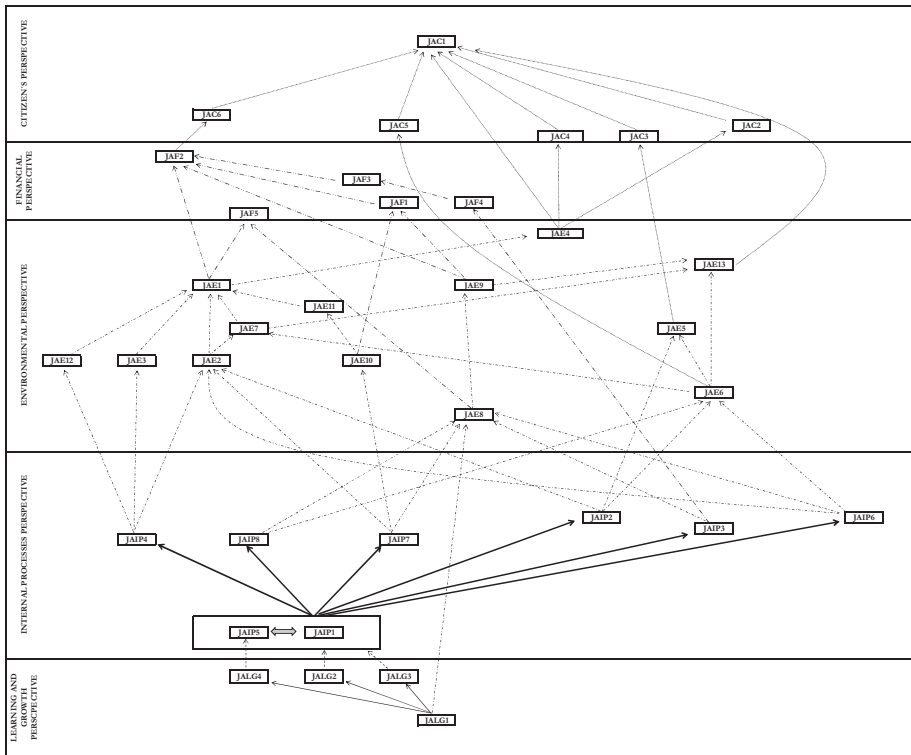 CITIZEN'S PERSPECTIVE
JAC1
JAC6
JAC5
JAC4
JAC3
JAC2
FINANCIAL
PERSPECTIVE
JAF2
JAF3
JAF1
JAF4
JAF5
ENVIRONMENTAL PERSPECTIVE
JAE4
JAE13
JAE1
JAE9
JAE11
JAE7
JAE5
JAE12
JAE3
JAE2
JAE10
JAE6
JAE8
INTERNAL PROCESSES PERSPECTIVE
JAIP2
JAIP6
JAIP3
JAIP4
JAIP8
JAIP7
JAIP5
JAIP1
LEARNING AND
GROWTH
PERSCPECTIVE
JALG4
JALG2
JALG3
JALG1